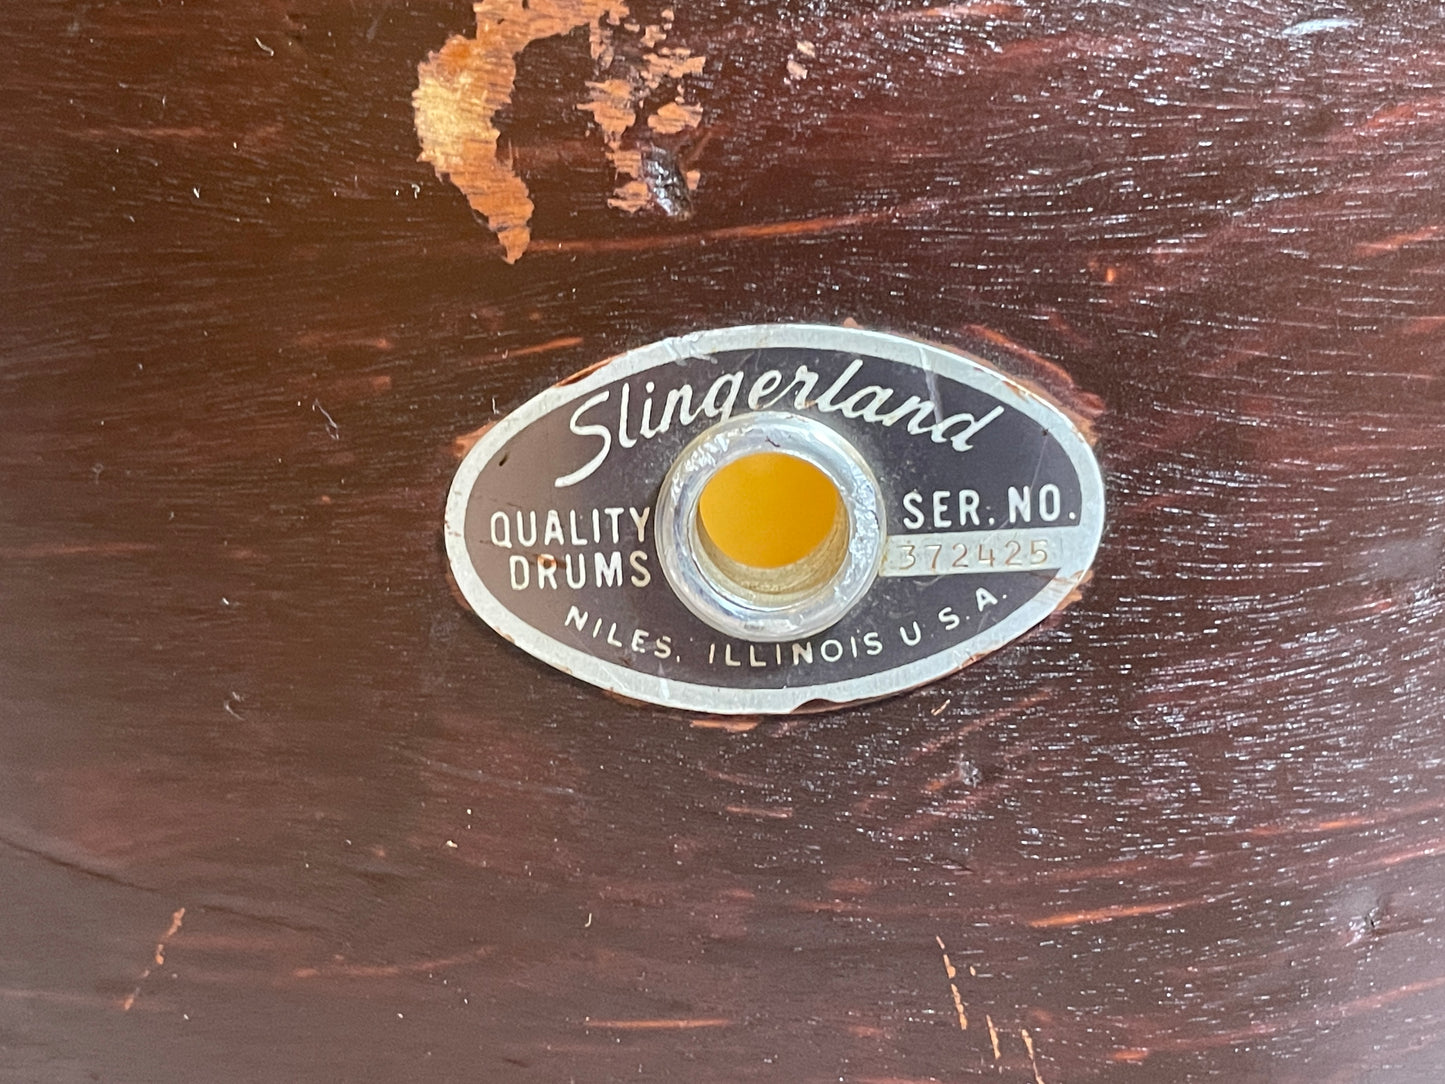 Slingerland
QUALITY
DRUMS
SER. NO.
372425
NILES, ILLINOIS U.S.A.